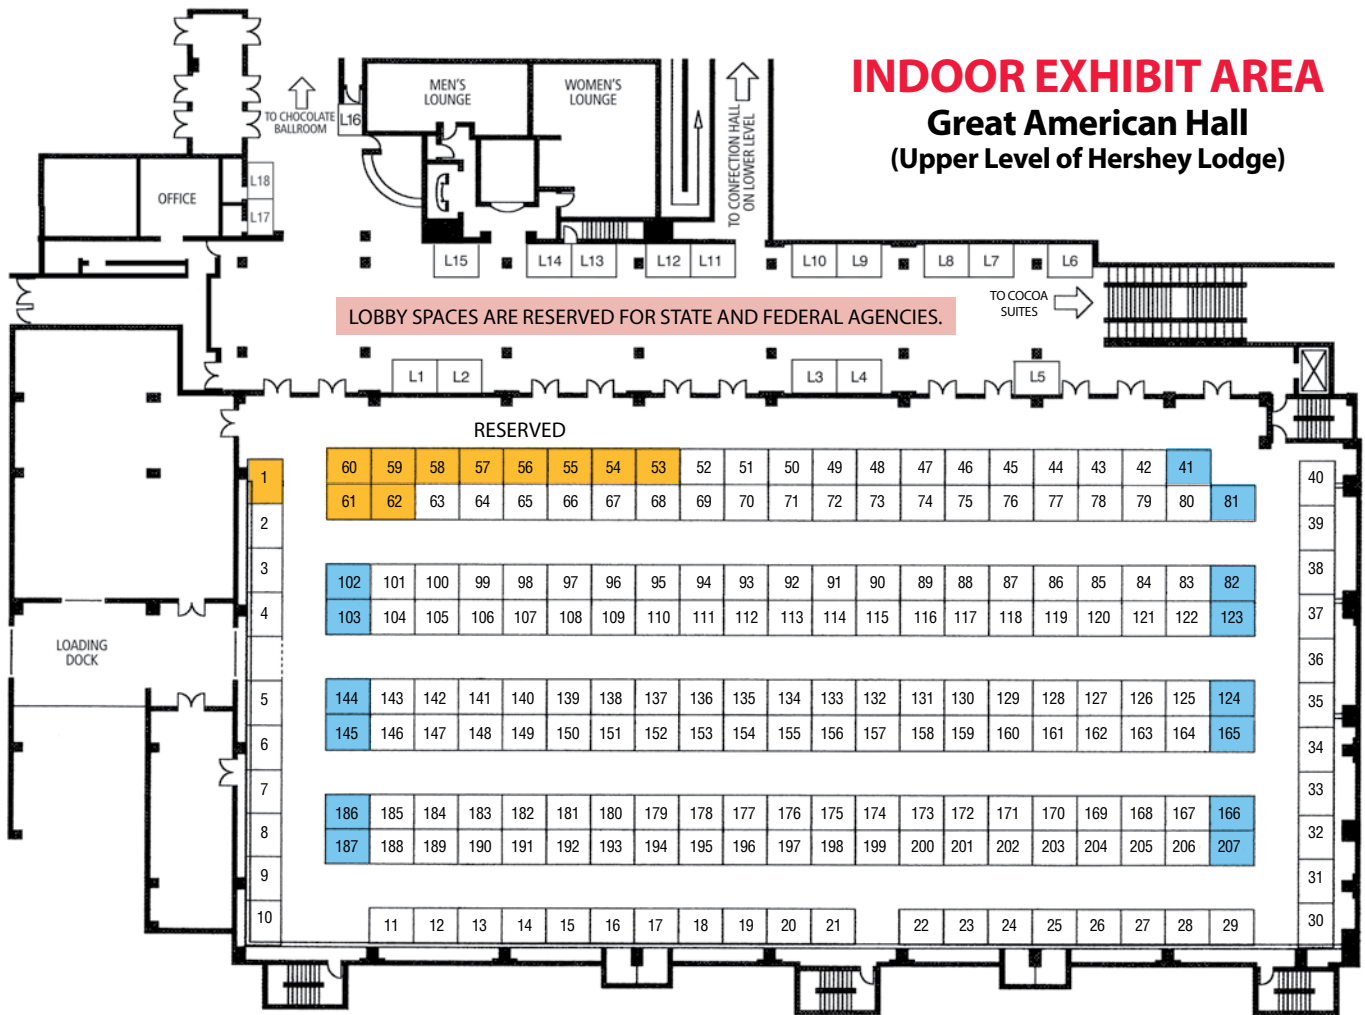 INDOOR EXHIBIT AREA
Great American Hall
(Upper Level of Hershey Lodge)
MEN'S
LOUNGE
WOMEN'S
LOUNGE
TO CHOCOLATE
BALLROOM
L16
TO CONFECTION HALL
ON LOWER LEVEL
OFFICE
L18
L17
L15 L14 L13 L12 L11 L10 L9 L8 L7 L6
TO COCOA
SUITES
LOBBY SPACES ARE RESERVED FOR STATE AND FEDERAL AGENCIES.
L1 L2 L3 L4 L5
RESERVED
60 59 58 57 56 55 54 53 52 51 50 49 48 47 46 45 44 43 42 41
61 62 63 64 65 66 67 68 69 70 71 72 73 74 75 76 77 78 79 80 81
102 101 100 99 98 97 96 95 94 93 92 91 90 89 88 87 86 85 84 83 82
103 104 105 106 107 108 109 110 111 112 113 114 115 116 117 118 119 120 121 122 123
144 143 142 141 140 139 138 137 136 135 134 133 132 131 130 129 128 127 126 125 124
145 146 147 148 149 150 151 152 153 154 155 156 157 158 159 160 161 162 163 164 165
186 185 184 183 182 181 180 179 178 177 176 175 174 173 172 171 170 169 168 167 166
187 188 189 190 191 192 193 194 195 196 197 198 199 200 201 202 203 204 205 206 207
1
2
3
4
5
6
7
8
9
10
LOADING
DOCK
11 12 13 14 15 16 17 18 19 20 21 22 23 24 25 26 27 28 29
40
39
38
37
36
35
34
33
32
31
30